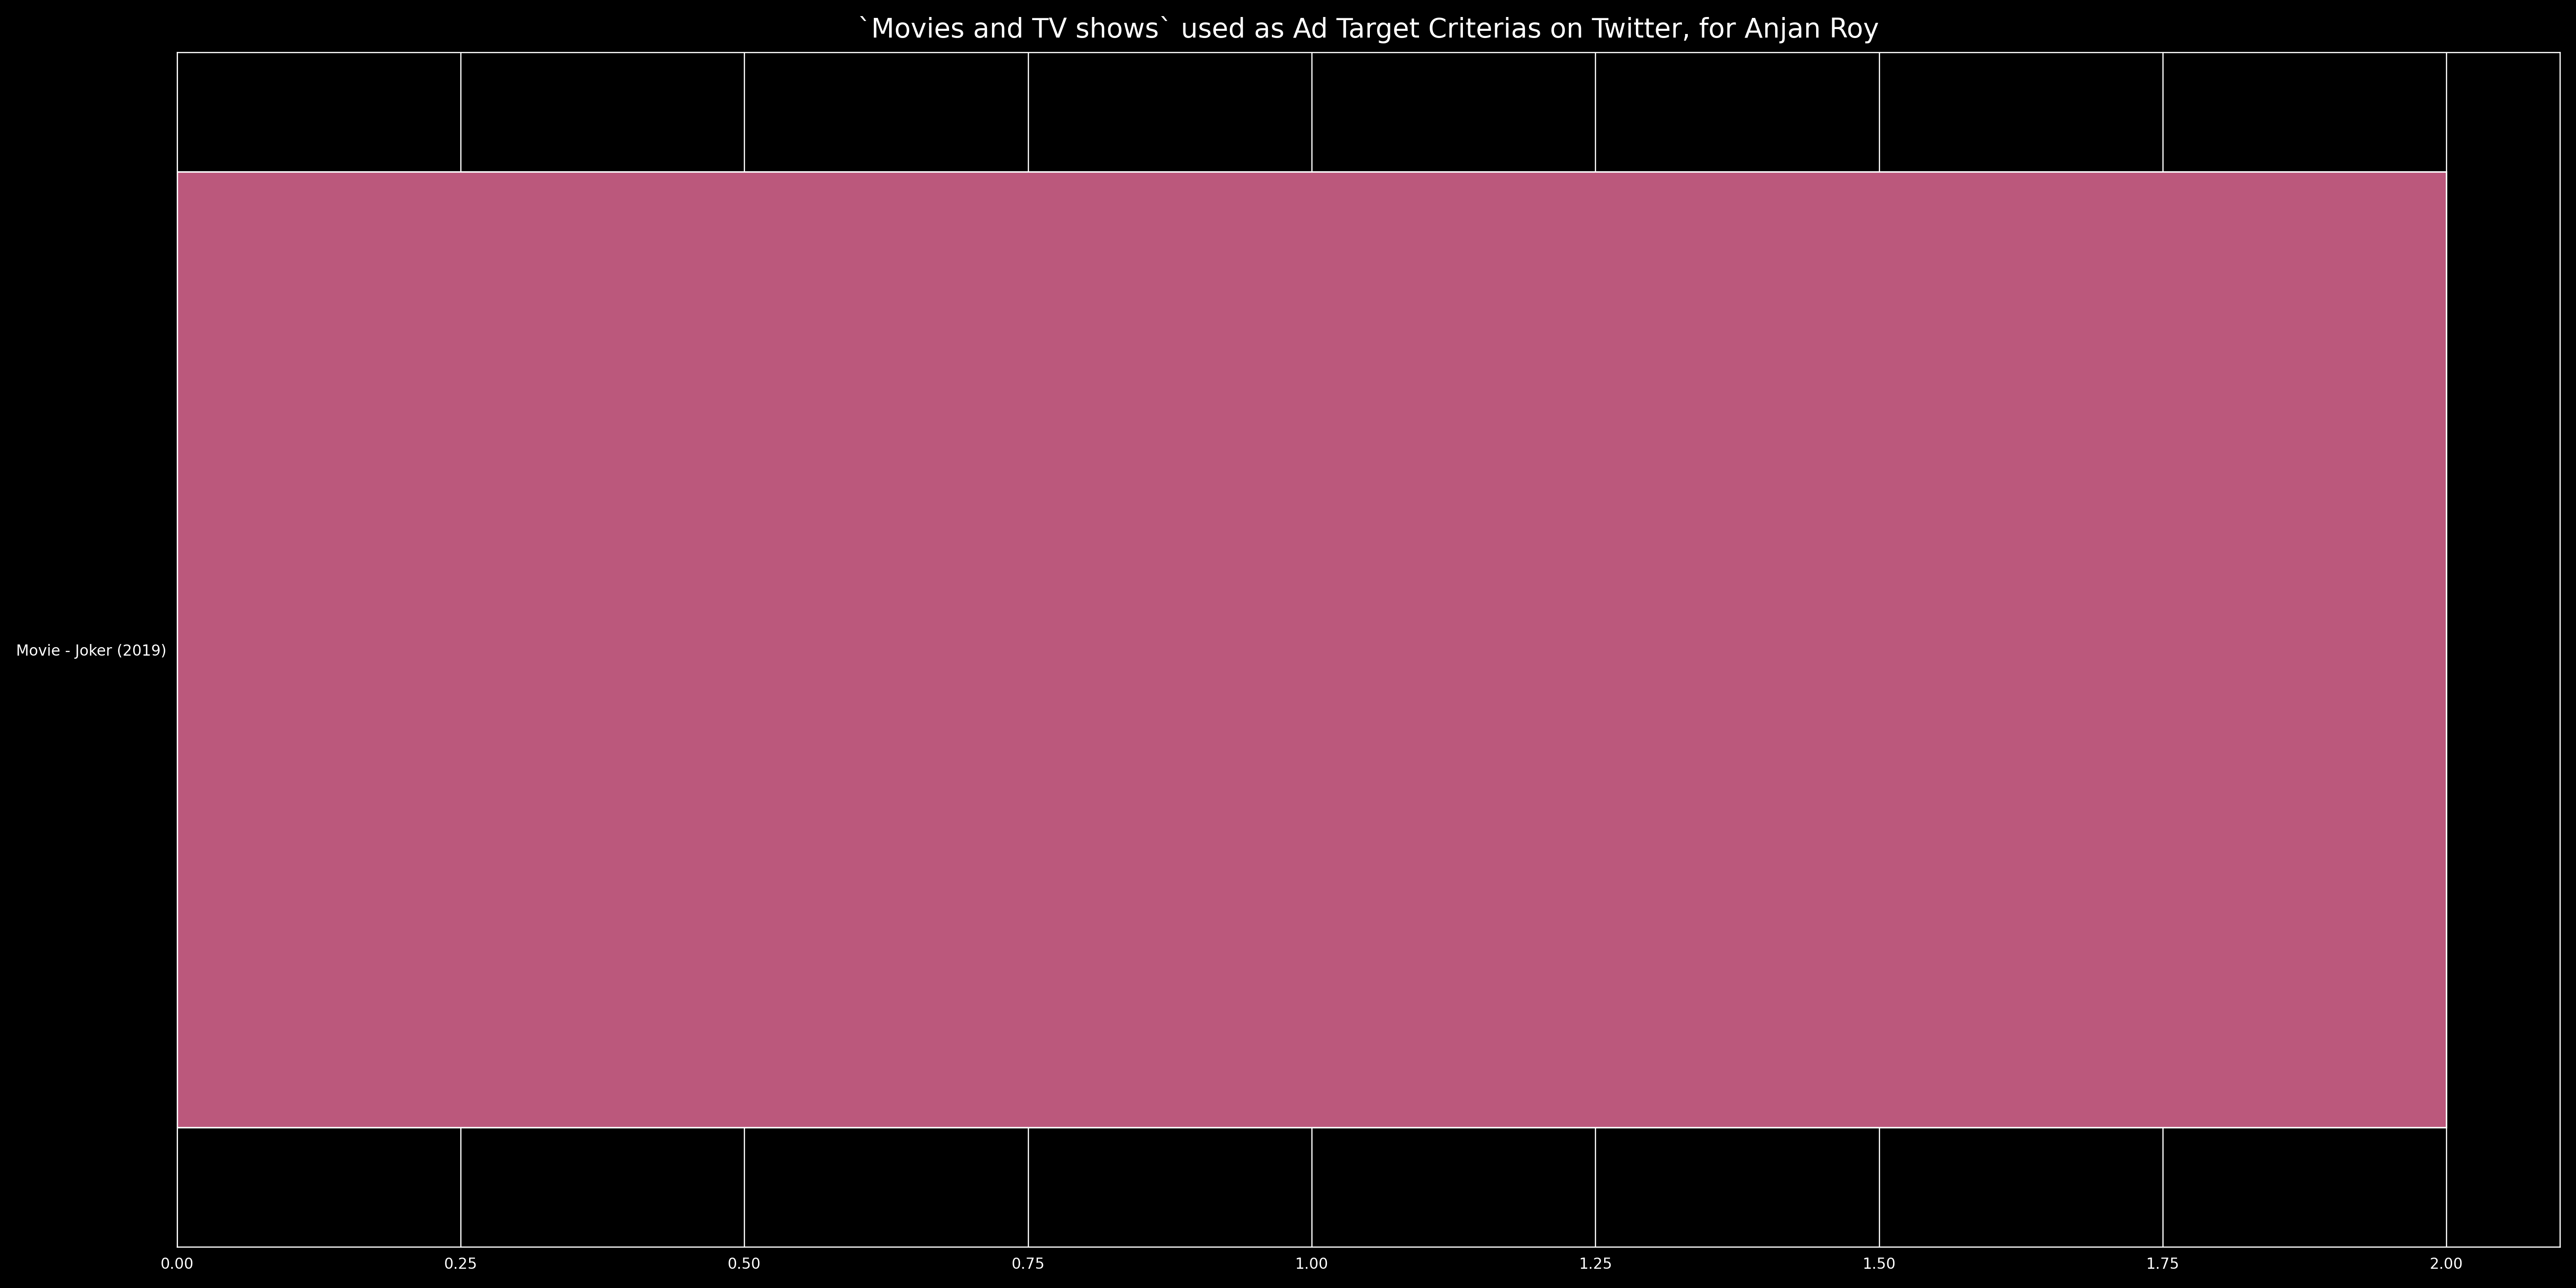 `Movies and TV shows` used as Ad Target Criterias on Twitter, for Anjan Roy
Movie - Joker (2019)
0.00 0.25 0.50 0.75 1.00 1.25 1.50 1.75 2.00